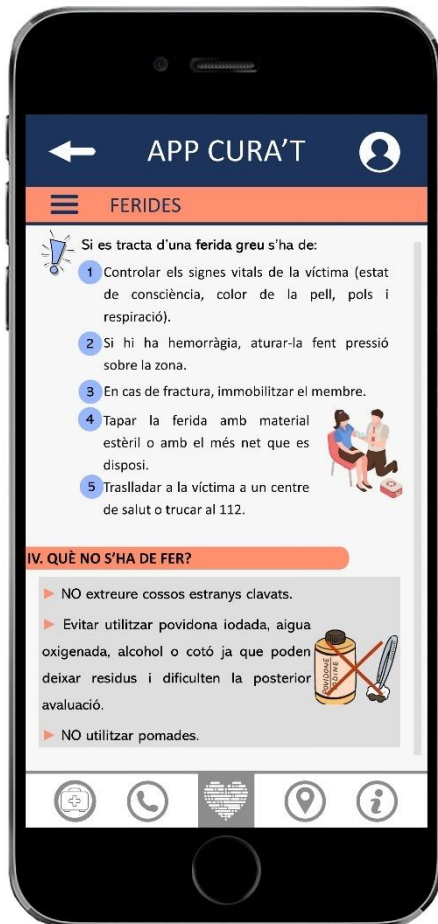 APP CURA'T
FERIDES
Si es tracta d'una ferida greu s'ha de:
1 Controlar els signes vitals de la víctima (estat
de consciència, color de la pell, pols i
respiració).
2 Si hi ha hemorràgia, aturar-la fent pressió
sobre la zona.
3 En cas de fractura, immobilitzar el membre.
4 Tapar la ferida amb material
estèril o amb el més net que es
disposi.
5 Traslladar a la víctima a un centre
de salut o trucar al 112.
IV. QUÈ NO S'HA DE FER?
NO extreure cossos estranys clavats.
Evitar utilitzar povidona iodada, aigua
oxigenada, alcohol o cotó ja que poden
deixar residus i dificulten la posterior
avaluació.
POVIDONE
IODINE
NO utilitzar pomades.